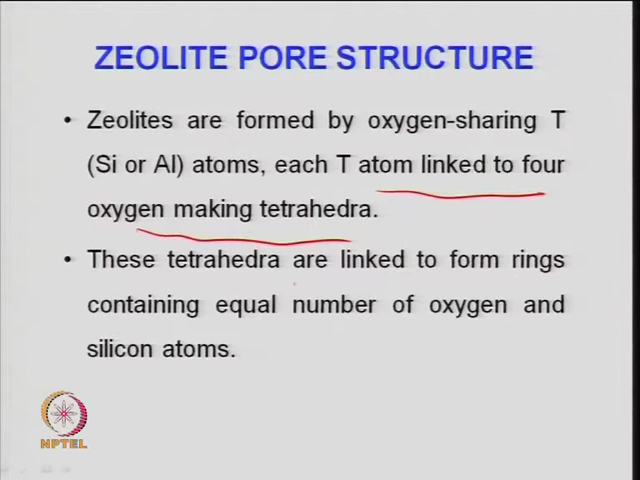 ZEOLITE PORE STRUCTURE
• Zeolites are formed by oxygen-sharing T
(Si or Al) atoms, each T atom linked to four
oxygen making tetrahedra.
• These tetrahedra are linked to form rings
containing equal number of oxygen and
silicon atoms.
NPTEL